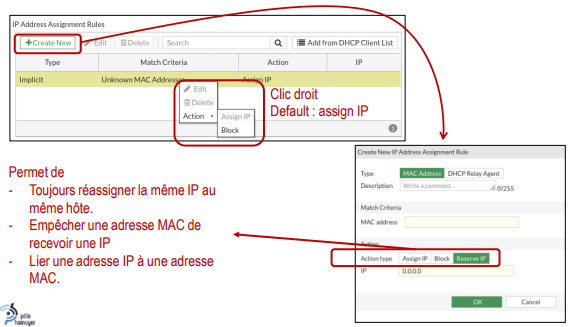 IP Address Assignment Rules
+Create New Edit Delete Search Add from DHCP Client List
Type Match Criteria Action IP
Implicit Unknown MAC Addresses Assign IP
Edit
Delete
Action Assign IP
Block
Clic droit
Default : assign IP
1
Permet de
- Toujours réassigner la même IP au
même hôte.
- Empêcher une adresse MAC de
recevoir une IP
- Lier une adresse IP à une adresse
MAC.
Create New IP Address Assignment Rule
Type MAC Address DHCP Relay Agent
Description Write a comment... 0/255
Match Criteria
MAC address
Action
Action type Assign IP Block Reserve IP
IP 0.0.0.0
OK Cancel
pôle
hainuyer